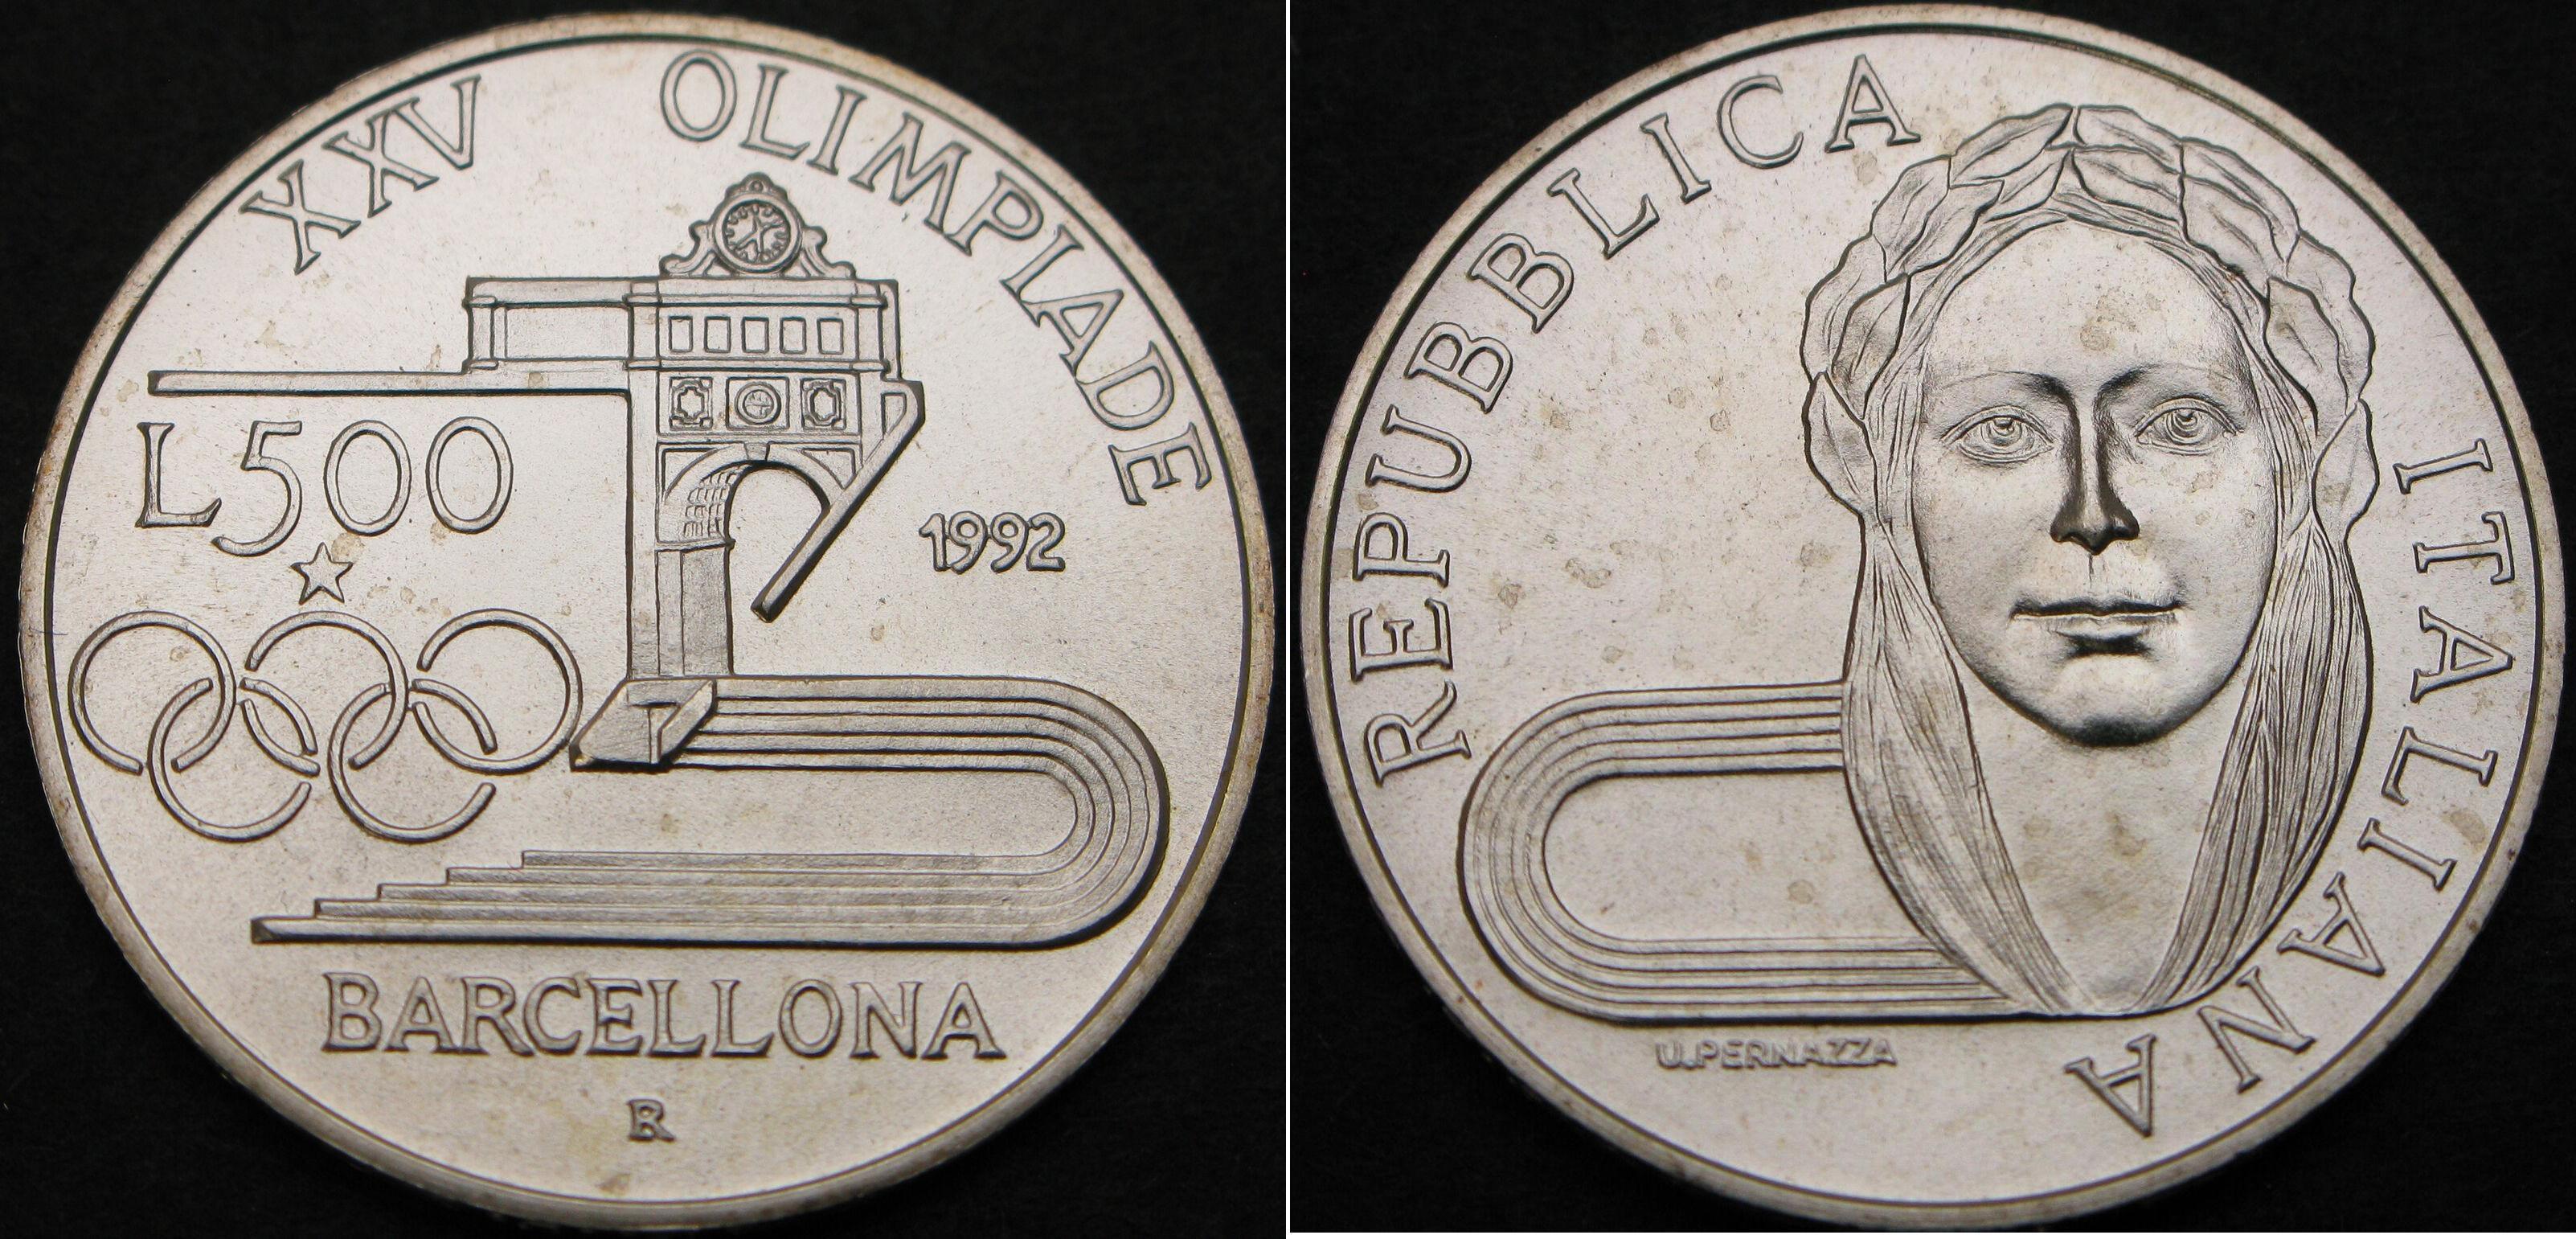 XXV OLIMPIADE
L500
1992
BARCELLONA
R
REPUBBLICA ITALIANA
U.PERNAZZA